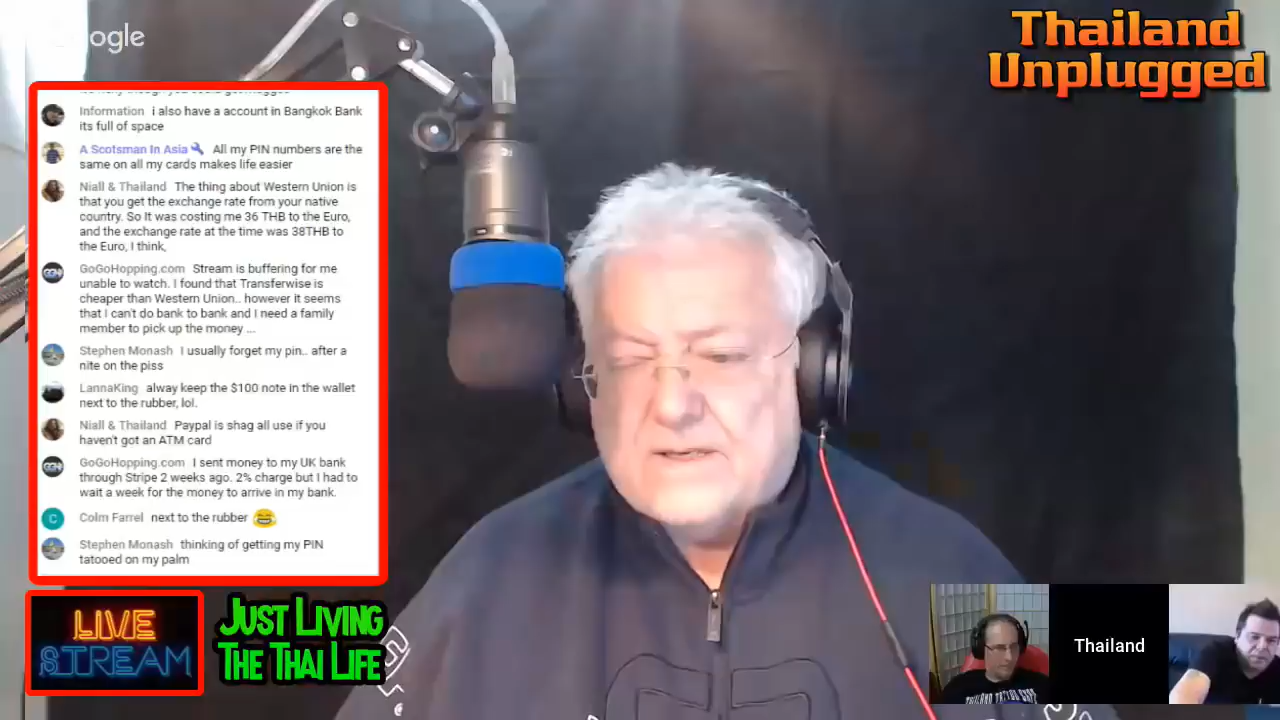 Google
Thailand
Unplugged
Information i also have a account in Bangkok Bank
its full of space
A Scotsman In Asia All my PIN numbers are the
same on all my cards makes life easier
Niall & Thailand The thing about Western Union is
that you get the exchange rate from your native
country. So It was costing me 36 THB to the Euro,
and the exchange rate at the time was 38THB to
the Euro, I think,
GoGoHopping.com Stream is buffering for me
unable to watch. I found that Transferwise is
cheaper than Western Union.. however it seems
that I can't do bank to bank and I need a family
member to pick up the money ...
Stephen Monash I usually forget my pin.. after a
nite on the piss
LannaKing alway keep the $100 note in the wallet
next to the rubber, lol.
Niall & Thailand Paypal is shag all use if you
haven't got an ATM card
GoGoHopping.com I sent money to my UK bank
through Stripe 2 weeks ago. 2% charge but I had to
wait a week for the money to arrive in my bank.
C Colm Farrel next to the rubber 😂
Stephen Monash thinking of getting my PIN
tatooed on my palm
LIVE
STREAM
JUST LIVING
THE THAI LIFE
Thailand
THAILAND TATTOO